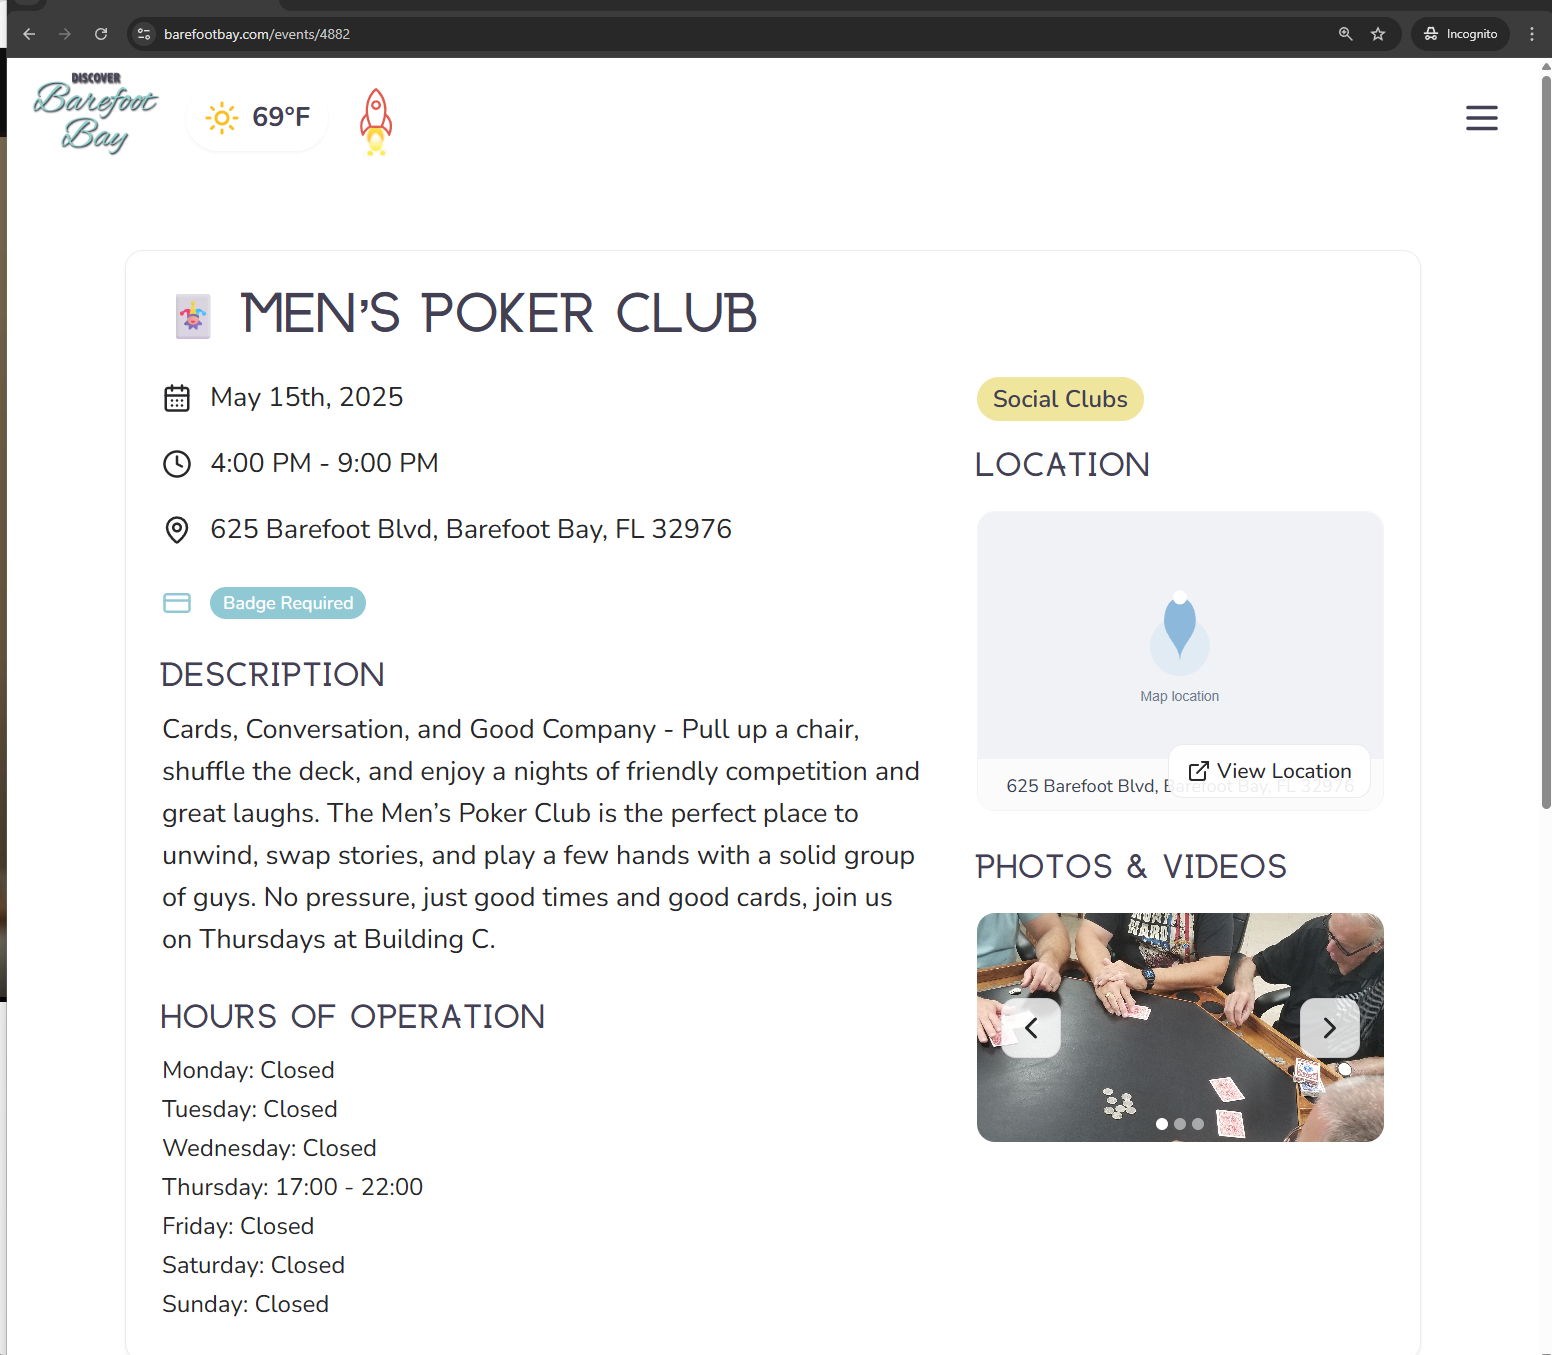 barefootbay.com/events/4882
Incognito
DISCOVER
Barefoot
Bay
69°F
MEN'S POKER CLUB
May 15th, 2025
4:00 PM - 9:00 PM
625 Barefoot Blvd, Barefoot Bay, FL 32976
Badge Required
DESCRIPTION
Cards, Conversation, and Good Company - Pull up a chair,
shuffle the deck, and enjoy a nights of friendly competition and
great laughs. The Men's Poker Club is the perfect place to
unwind, swap stories, and play a few hands with a solid group
of guys. No pressure, just good times and good cards, join us
on Thursdays at Building C.
HOURS OF OPERATION
Monday: Closed
Tuesday: Closed
Wednesday: Closed
Thursday: 17:00 - 22:00
Friday: Closed
Saturday: Closed
Sunday: Closed
Social Clubs
LOCATION
Map location
View Location
625 Barefoot Blvd, Barefoot Bay, FL 32976
PHOTOS & VIDEOS